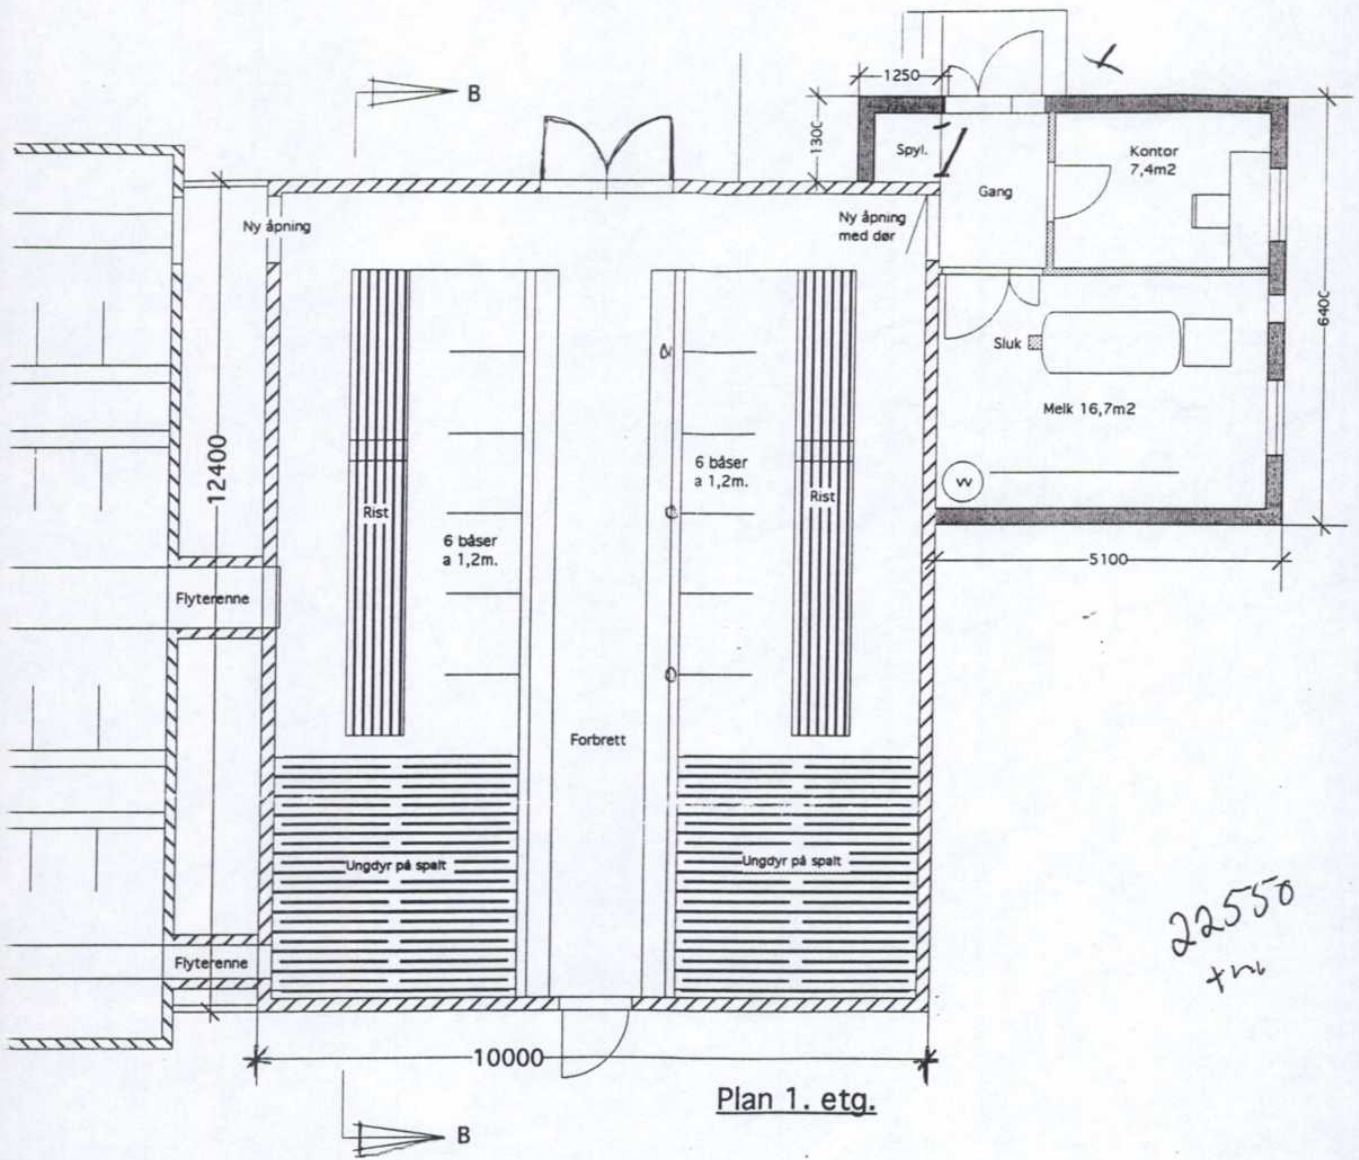 B
1250
1300
Spyl.
Kontor
7,4m2
Gang
Ny åpning
Ny åpning
med dør
6400
Sluk
Melk 16,7m2
12400
6 båser
a 1,2m.
Rist
Rist
VV
6 båser
a 1,2m.
5100
Flyterenne
Forbrett
Ungdyr på spalt
Ungdyr på spalt
22550
Flyterenne
10000
Plan 1. etg.
B